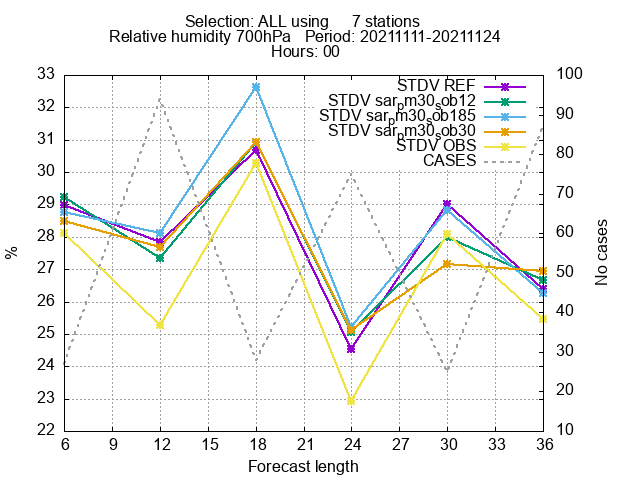 Selection: ALL using 7 stations
Relative humidity 700hPa Period: 20211111-20211124
Hours: 00
33
32
31
30
29
28
27
26
25
24
23
22
%
100
90
80
70
60
50
40
30
20
10
No cases
STDV REF
STDV sar_pm30_sob12
STDV sar_pm30_sob185
STDV sar_pm30_sob30
STDV OBS
CASES
6 9 12 15 18 21 24 27 30 33 36
Forecast length